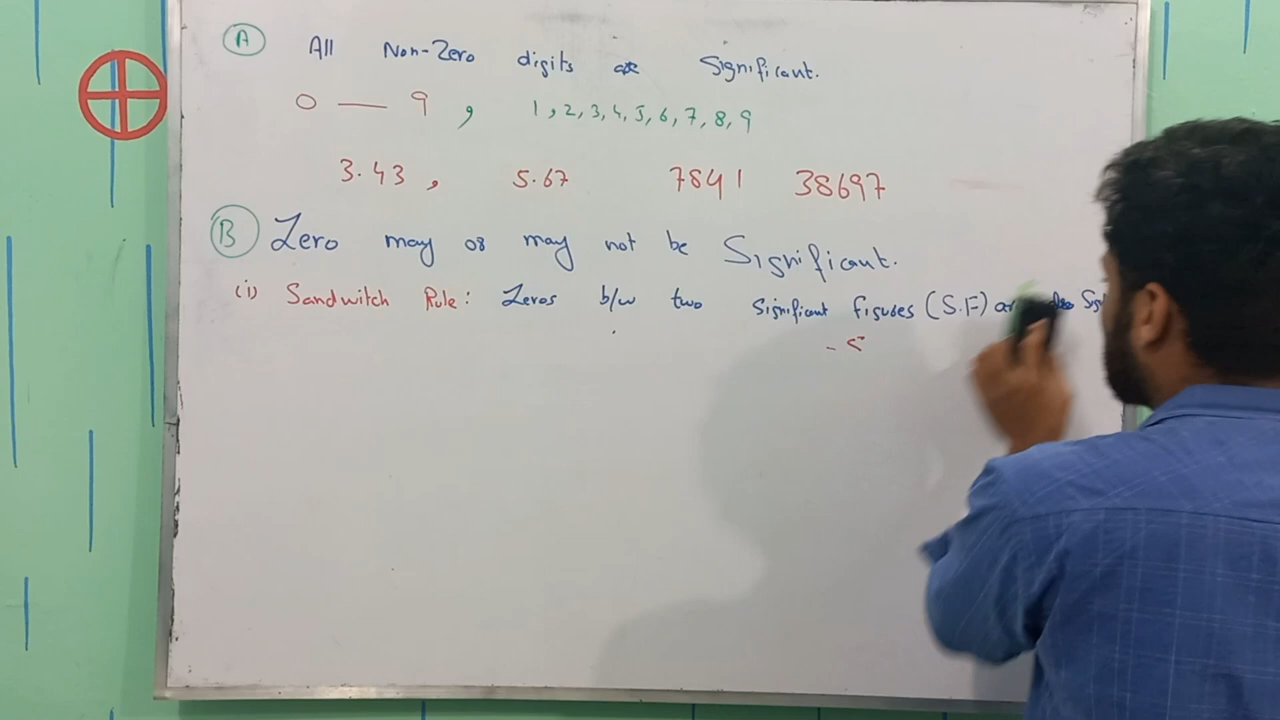 A All Non-Zero digits are Significant.
0 — 9 , 1, 2, 3, 4, 5, 6, 7, 8, 9
3.43 , 5.67 7841 38697
B Zero may or may not be Significant.
(i) Sandwitch Rule: Zeros b/w two Significant figures (S.F)